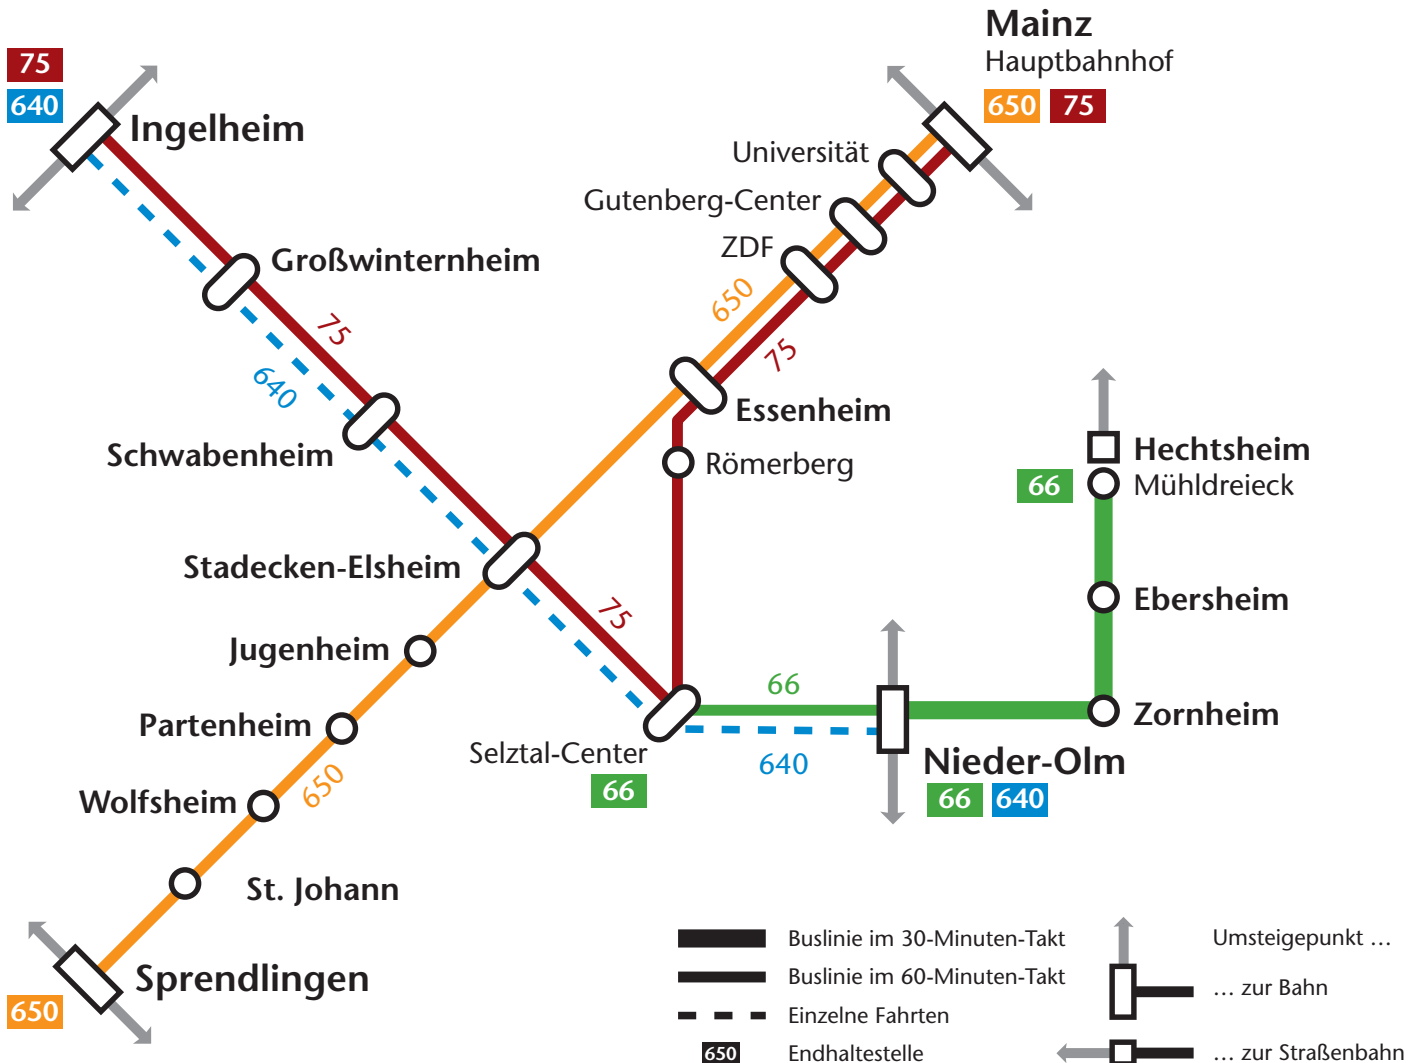 Mainz
Hauptbahnhof
650 75
75
640
Ingelheim
Universität
Gutenberg-Center
ZDF
Großwinternheim
650
75
75
640
Essenheim
Schwabenheim
Römerberg
Hechtsheim
66 Mühldreieck
Stadecken-Elsheim
75
Ebersheim
Jugenheim
66
Partenheim
Zornheim
Selztal-Center
66
640
Nieder-Olm
66 640
650
Wolfsheim
St. Johann
Sprendlingen
650
Buslinie im 30-Minuten-Takt
Buslinie im 60-Minuten-Takt
Einzelne Fahrten
650 Endhaltestelle
Umsteigepunkt ...
... zur Bahn
... zur Straßenbahn